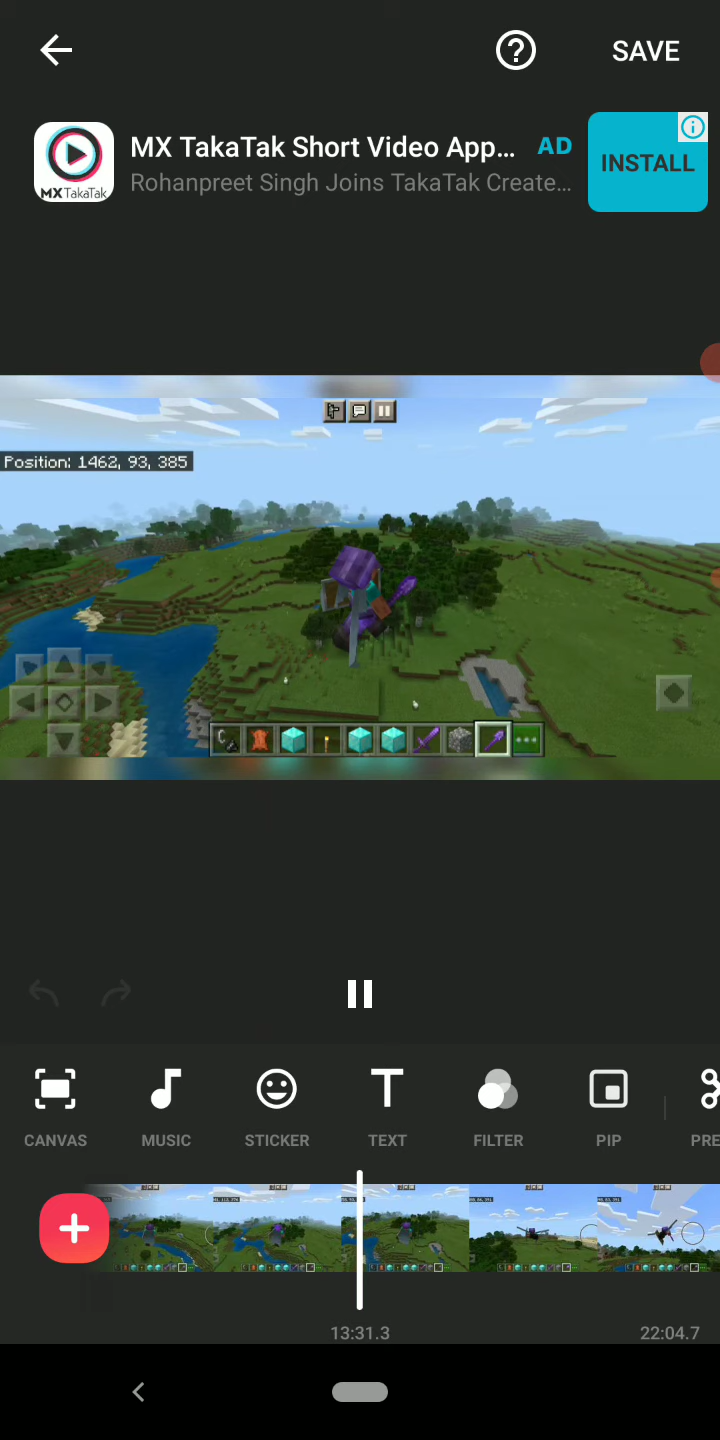 SAVE
MX TakaTak Short Video App... AD
Rohanpreet Singh Joins TakaTak Create...
INSTALL
MX TakaTak
Position: 1462, 93, 385
CANVAS
MUSIC
STICKER
TEXT
FILTER
PIP
PRE
13:31.3
22:04.7